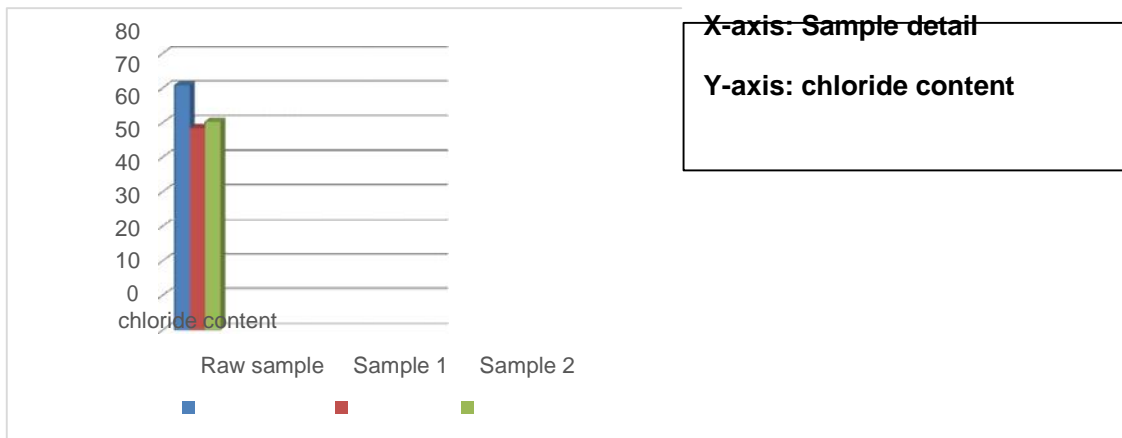 80
70
60
50
40
30
20
10
0
chloride content
Raw sample Sample 1 Sample 2
X-axis: Sample detail
Y-axis: chloride content